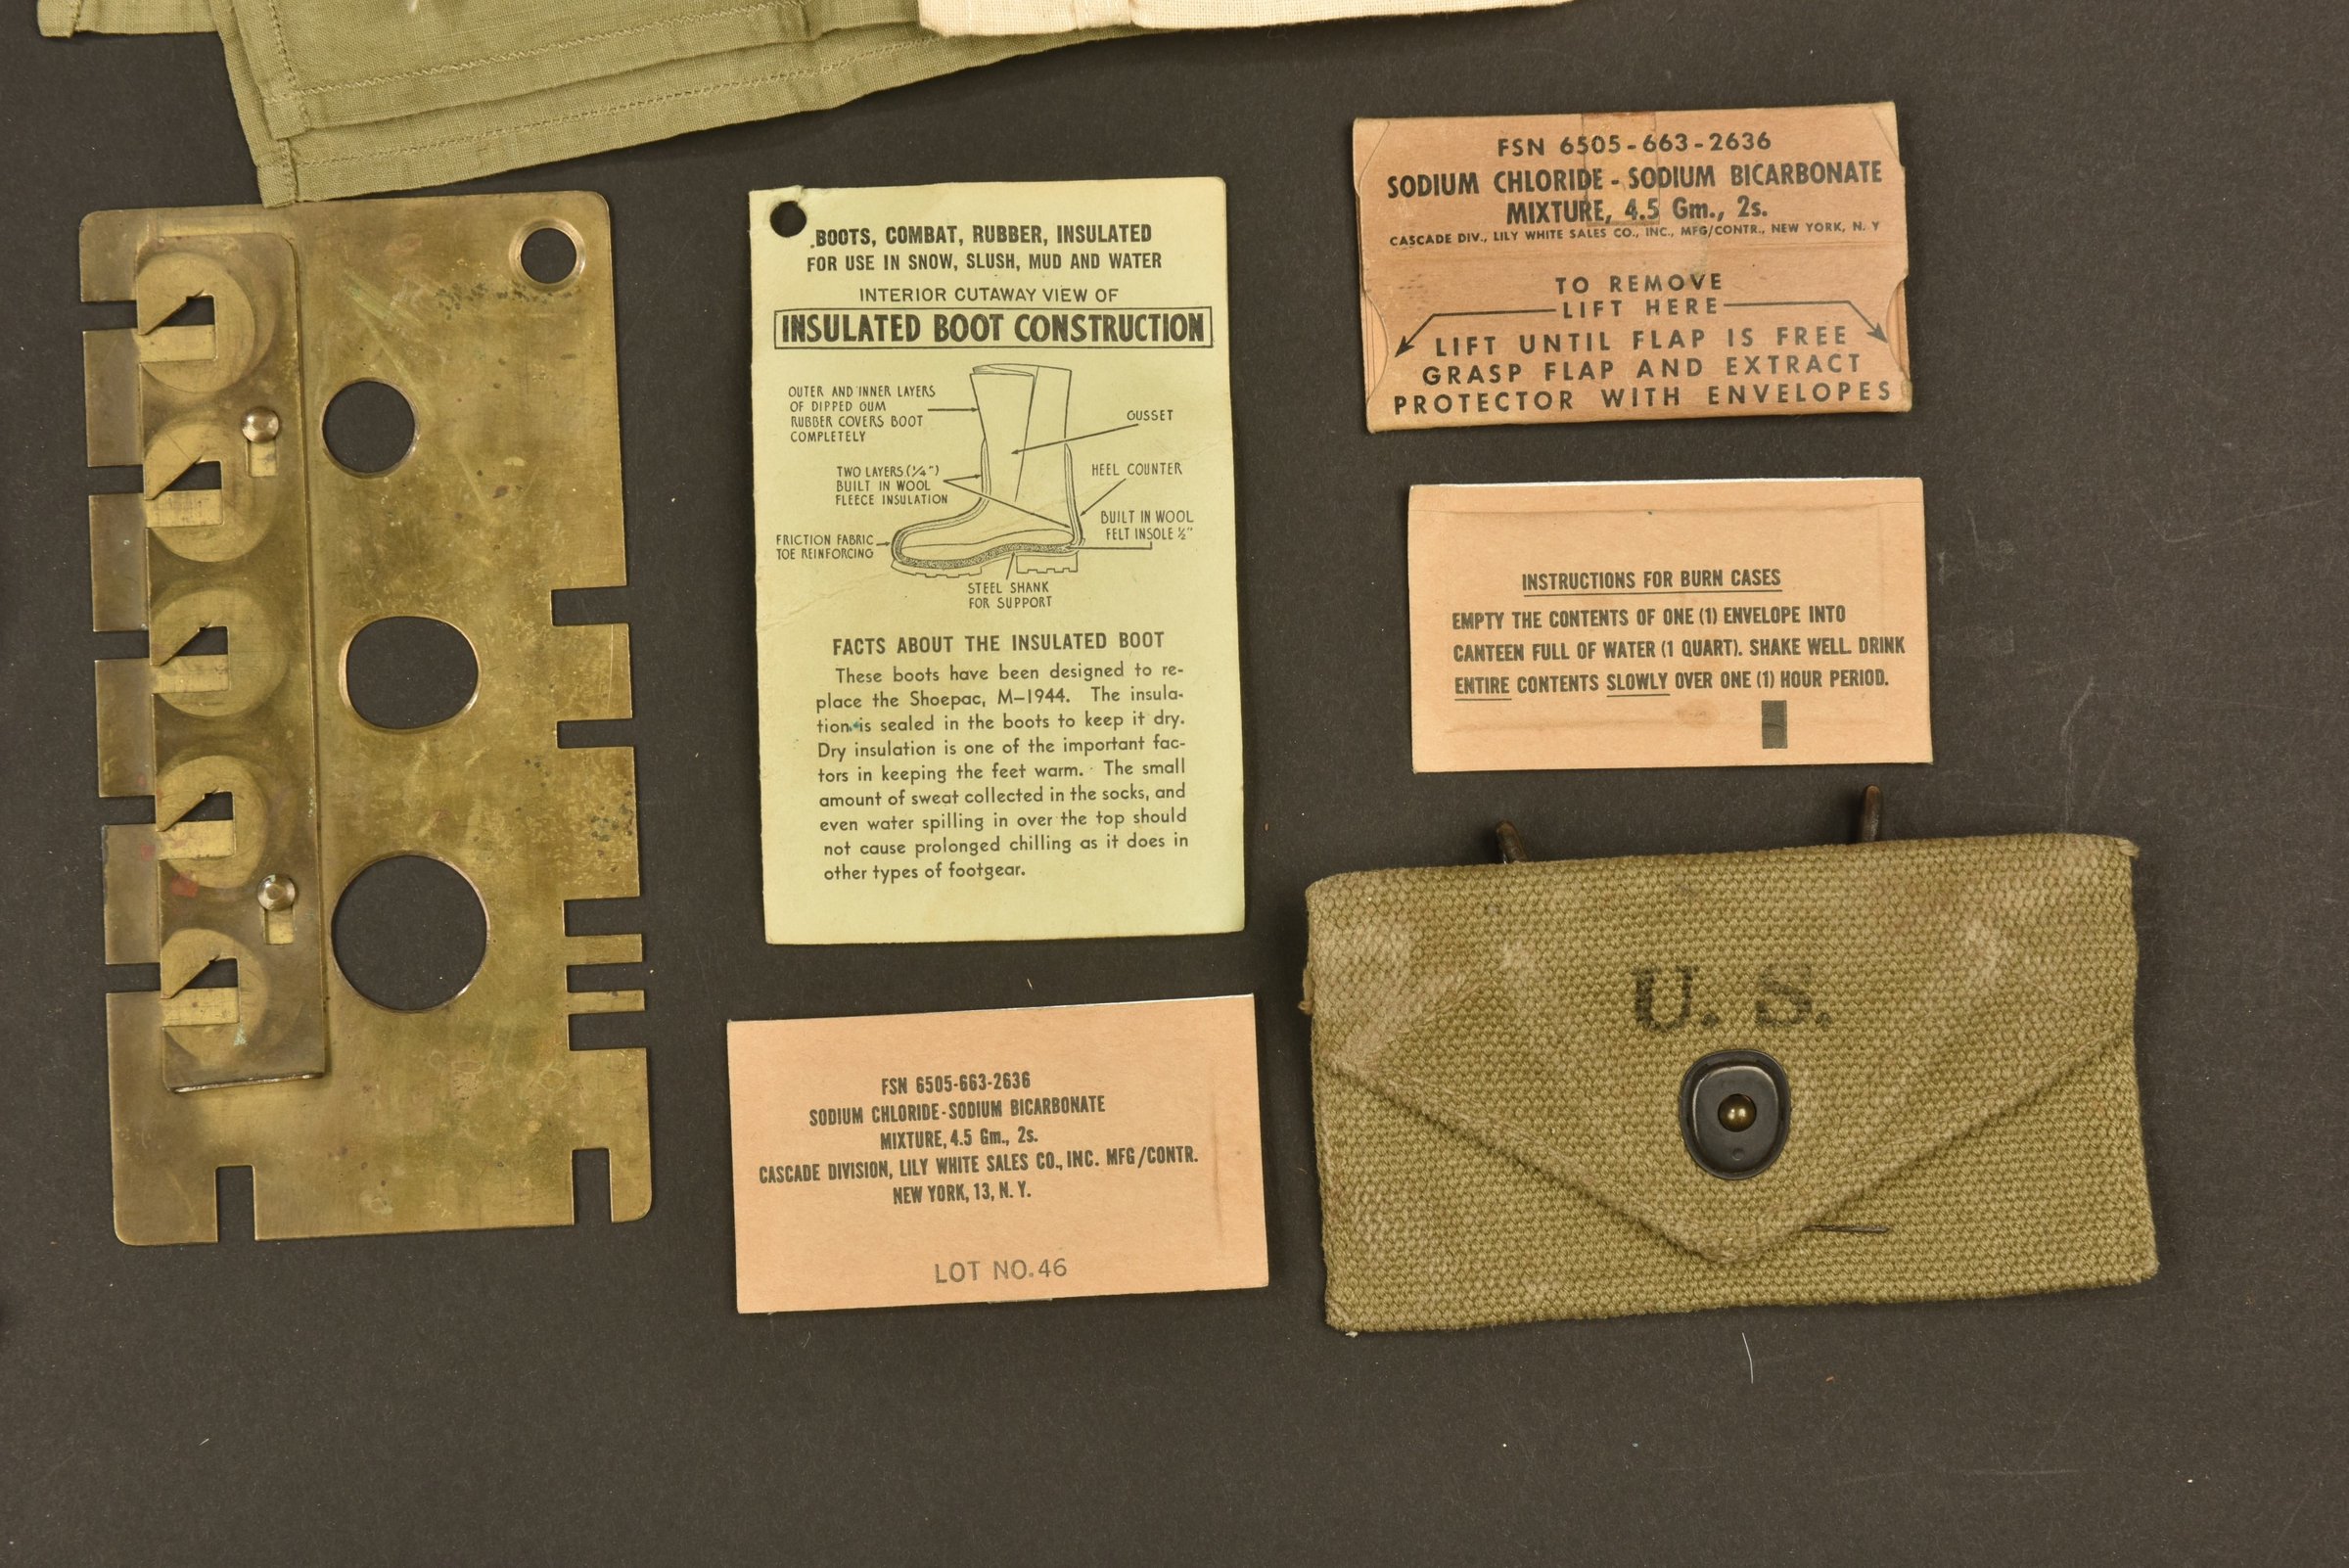 BOOTS, COMBAT, RUBBER, INSULATED
FOR USE IN SNOW, SLUSH, MUD AND WATER
INTERIOR CUTAWAY VIEW OF
INSULATED BOOT CONSTRUCTION
OUTER AND INNER LAYERS
OF DIPPED GUM
RUBBER COVERS BOOT
COMPLETELY
GUSSET
TWO LAYERS (1/4")
BUILT IN WOOL
FLEECE INSULATION
HEEL COUNTER
BUILT IN WOOL
FELT INSOLE ½"
FRICTION FABRIC
TOE REINFORCING
STEEL SHANK
FOR SUPPORT
FACTS ABOUT THE INSULATED BOOT
These boots have been designed to re-
place the Shoepac, M-1944. The insula-
tion is sealed in the boots to keep it dry.
Dry insulation is one of the important fac-
tors in keeping the feet warm. The small
amount of sweat collected in the socks, and
even water spilling in over the top should
not cause prolonged chilling as it does in
other types of footgear.
FSN 6505-663-2636
SODIUM CHLORIDE-SODIUM BICARBONATE
MIXTURE, 4.5 Gm., 2s.
CASCADE DIVISION, LILY WHITE SALES CO., INC. MFG/CONTR.
NEW YORK, 13, N. Y.
LOT NO. 46
FSN 6505-663-2636
SODIUM CHLORIDE - SODIUM BICARBONATE
MIXTURE, 4.5 Gm., 2s.
CASCADE DIV., LILY WHITE SALES CO., INC., MFG/CONTR., NEW YORK, N. Y
TO REMOVE
LIFT HERE
LIFT UNTIL FLAP IS FREE
GRASP FLAP AND EXTRACT
PROTECTOR WITH ENVELOPES
INSTRUCTIONS FOR BURN CASES
EMPTY THE CONTENTS OF ONE (1) ENVELOPE INTO
CANTEEN FULL OF WATER (1 QUART). SHAKE WELL. DRINK
ENTIRE CONTENTS SLOWLY OVER ONE (1) HOUR PERIOD.
U. S.